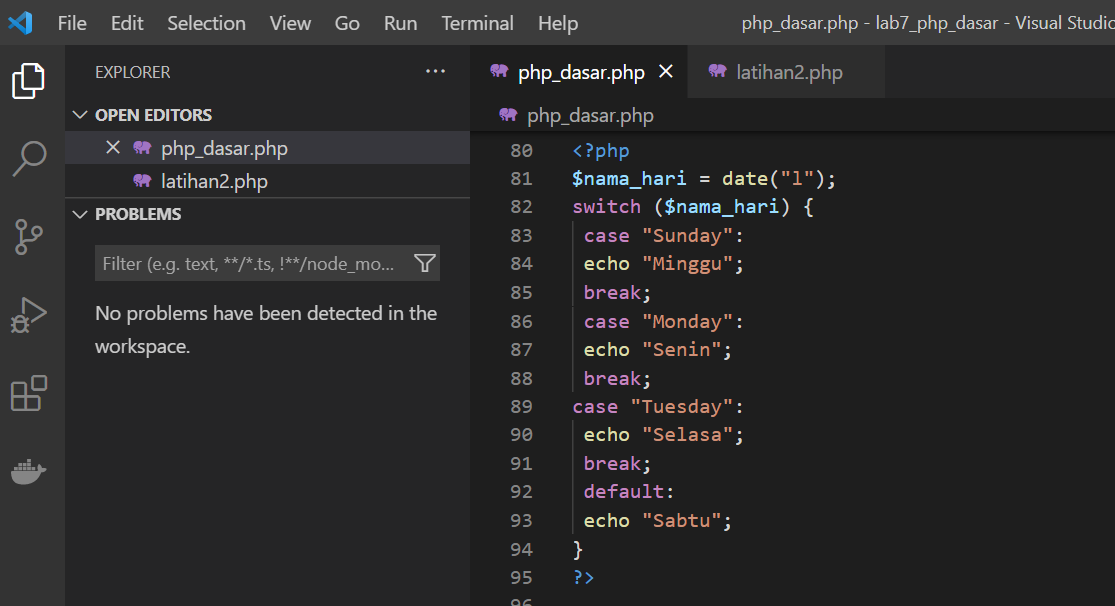 File Edit Selection View Go Run Terminal Help php_dasar.php - lab7_php_dasar - Visual Studio
EXPLORER ...
OPEN EDITORS
php_dasar.php
latihan2.php
PROBLEMS
Filter (e.g. text, **/*.ts, !**/node_mo...
No problems have been detected in the
workspace.
php_dasar.php latihan2.php
php_dasar.php
80 <?php
81 $nama_hari = date("l");
82 switch ($nama_hari) {
83 case "Sunday":
84 echo "Minggu";
85 break;
86 case "Monday":
87 echo "Senin";
88 break;
89 case "Tuesday":
90 echo "Selasa";
91 break;
92 default:
93 echo "Sabtu";
94 }
95 ?>
96